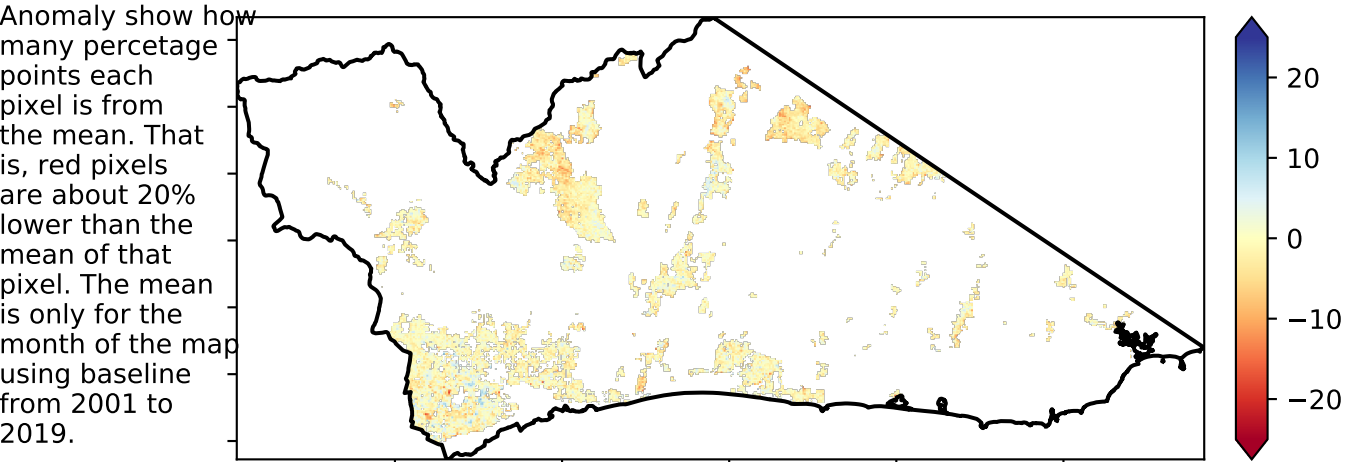 Anomaly show how
many percetage
points each
pixel is from
the mean. That
is, red pixels
are about 20%
lower than the
mean of that
pixel. The mean
is only for the
month of the map
using baseline
from 2001 to
2019.
20
10
0
−10
−20